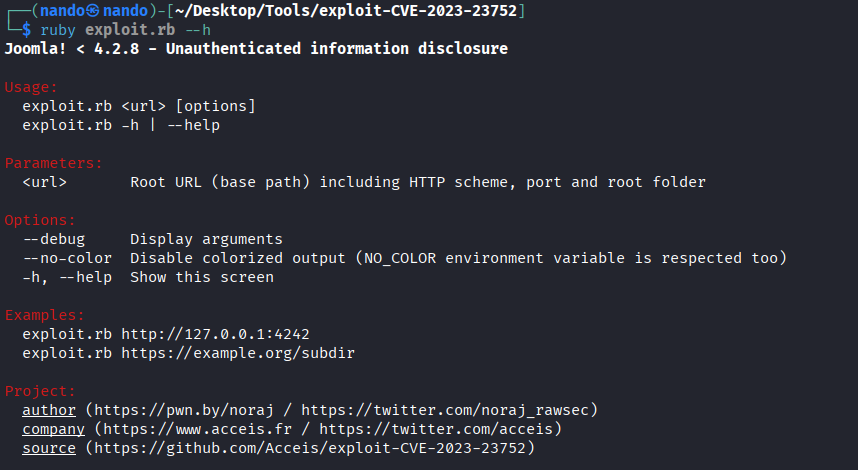 ┌──(nando㉿nando)-[~/Desktop/Tools/exploit-CVE-2023-23752]
└─$ ruby exploit.rb --h
Joomla! < 4.2.8 - Unauthenticated information disclosure
Usage:
exploit.rb <url> [options]
exploit.rb -h | --help
Parameters:
<url> Root URL (base path) including HTTP scheme, port and root folder
Options:
--debug Display arguments
--no-color Disable colorized output (NO_COLOR environment variable is respected too)
-h, --help Show this screen
Examples:
exploit.rb http://127.0.0.1:4242
exploit.rb https://example.org/subdir
Project:
author (https://pwn.by/noraj / https://twitter.com/noraj_rawsec)
company (https://www.acceis.fr / https://twitter.com/acceis)
source (https://github.com/Acceis/exploit-CVE-2023-23752)